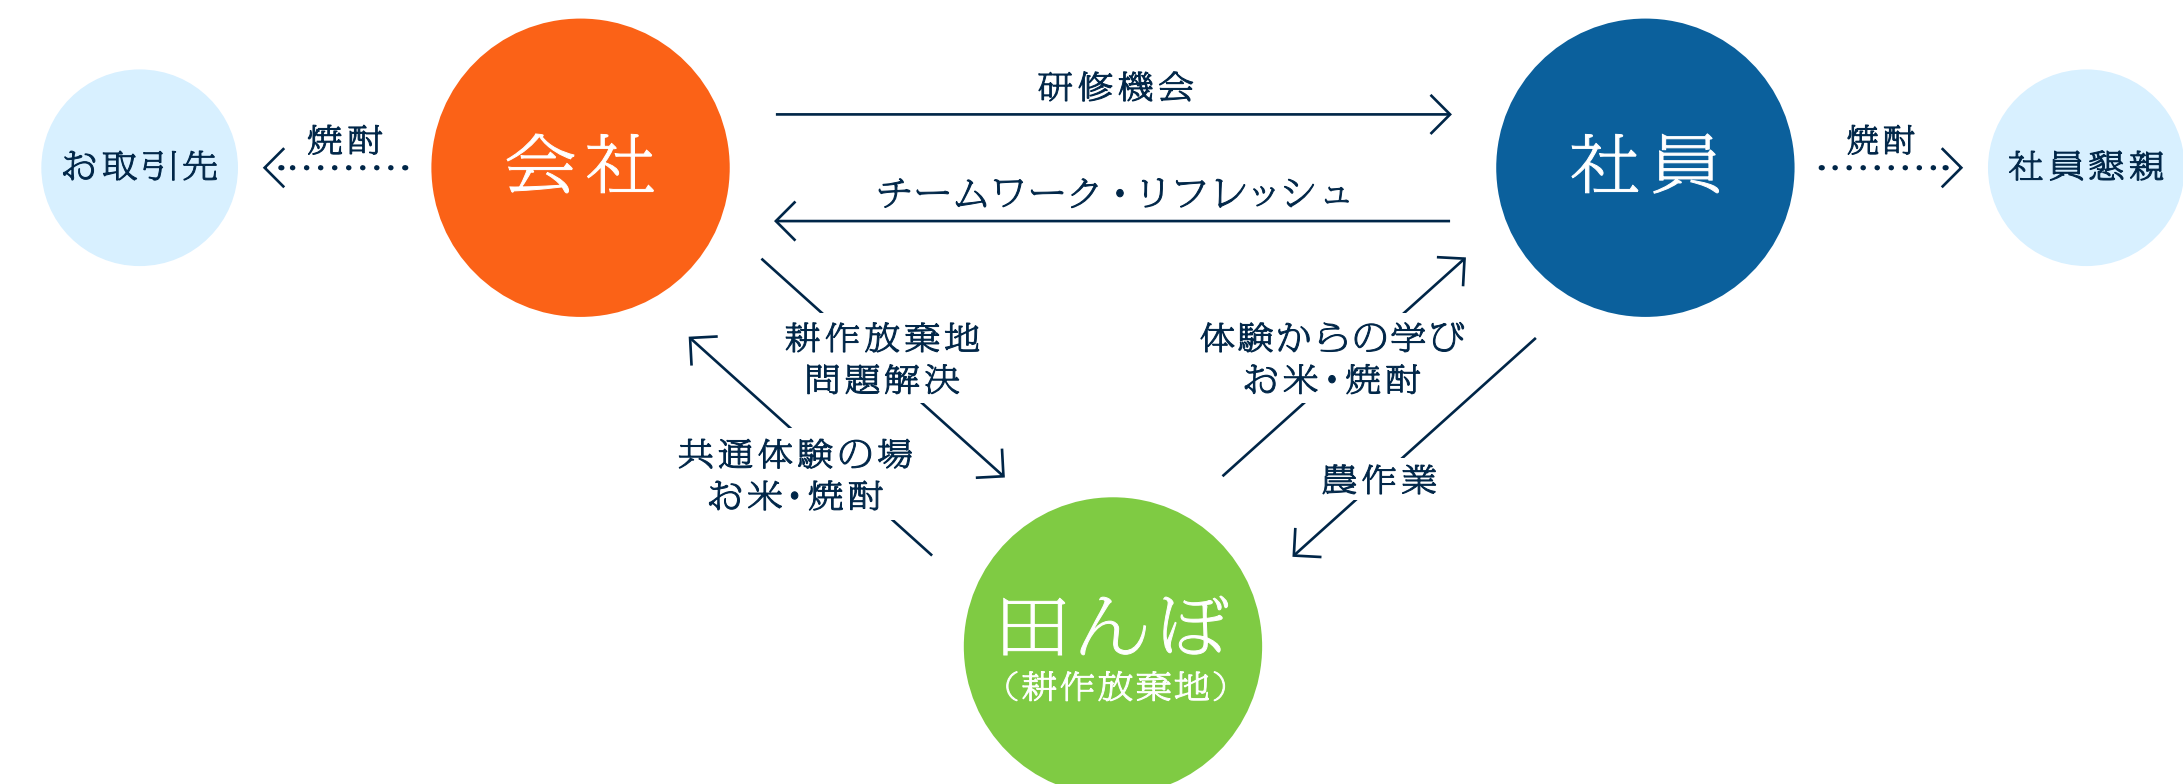 研修機会
お取引先
焼酎
会社
社員
焼酎
社員懇親
チームワーク・リフレッシュ
耕作放棄地
問題解決
体験からの学び
お米・焼酎
共通体験の場
お米・焼酎
農作業
田んぼ
（耕作放棄地）